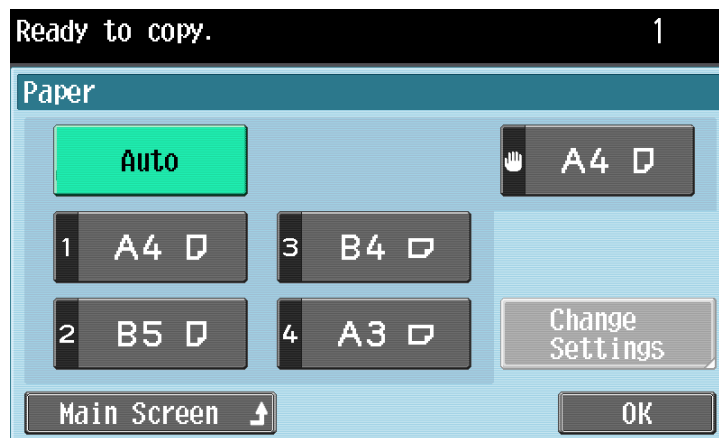 Ready to copy. 1
Paper
Auto
A4
1 A4
3 B4
2 B5
4 A3
Change
Settings
Main Screen
OK